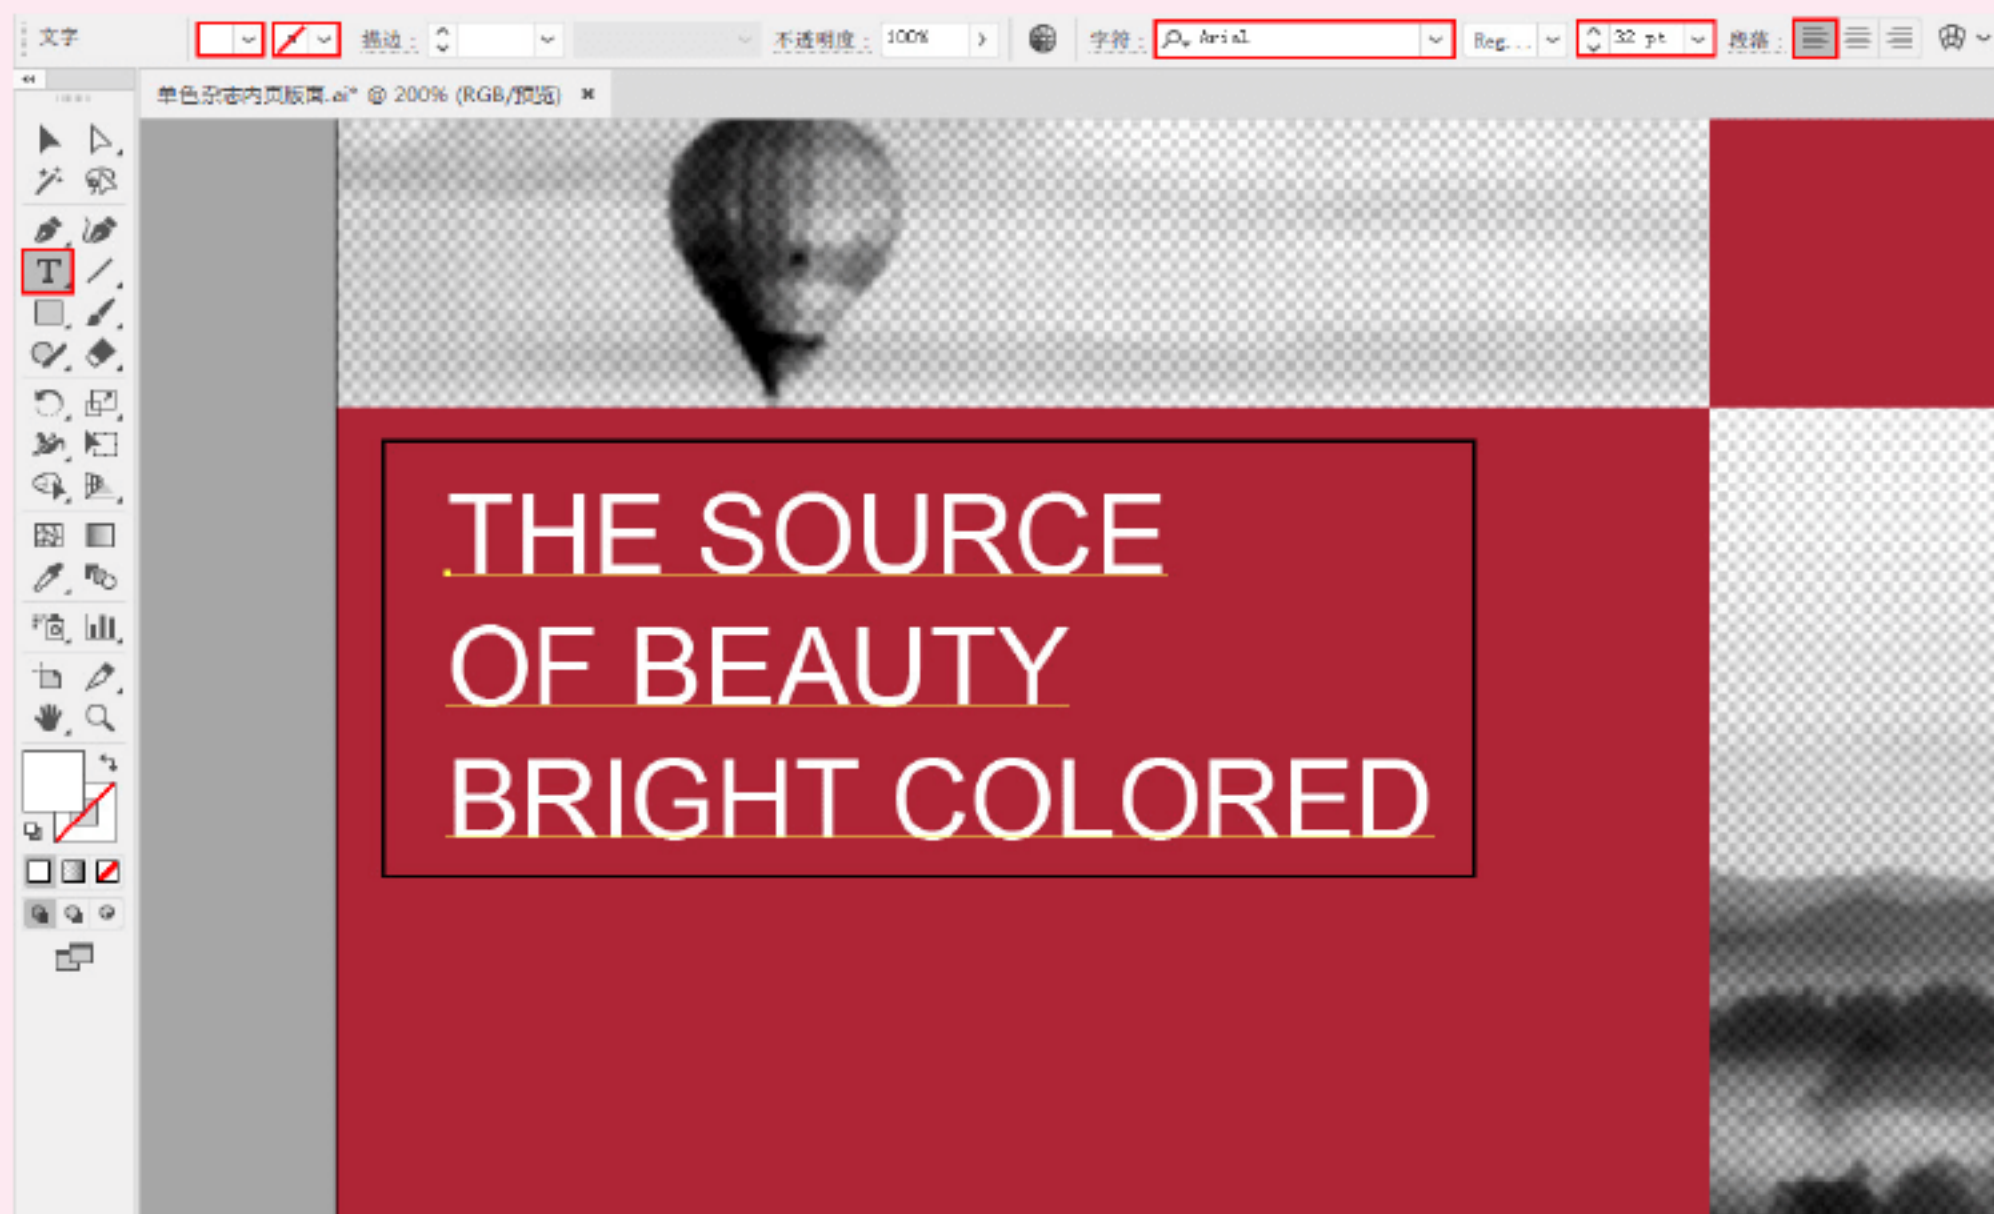 文字 描边： 不透明度： 100% 字符： Arial Reg... 32 pt 段落：
单色杂志内页版面.ai* @ 200% (RGB/预览)
T
THE SOURCE
OF BEAUTY
BRIGHT COLORED